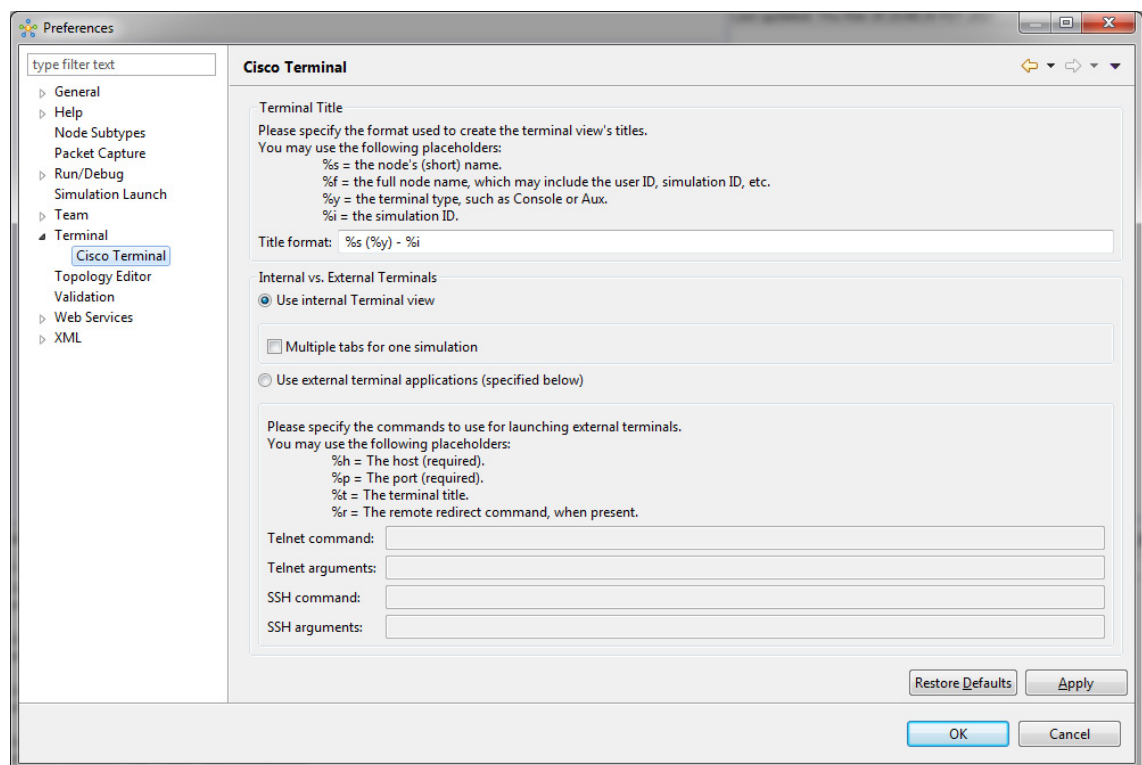 Preferences
type filter text
General
Help
Node Subtypes
Packet Capture
Run/Debug
Simulation Launch
Team
Terminal
Cisco Terminal
Topology Editor
Validation
Web Services
XML
Cisco Terminal
Terminal Title
Please specify the format used to create the terminal view's titles.
You may use the following placeholders:
%s = the node's (short) name.
%f = the full node name, which may include the user ID, simulation ID, etc.
%y = the terminal type, such as Console or Aux.
%i = the simulation ID.
Title format: %s (%y) - %i
Internal vs. External Terminals
Use internal Terminal view
Multiple tabs for one simulation
Use external terminal applications (specified below)
Please specify the commands to use for launching external terminals.
You may use the following placeholders:
%h = The host (required).
%p = The port (required).
%t = The terminal title.
%r = The remote redirect command, when present.
Telnet command:
Telnet arguments:
SSH command:
SSH arguments:
Restore Defaults
Apply
OK
Cancel